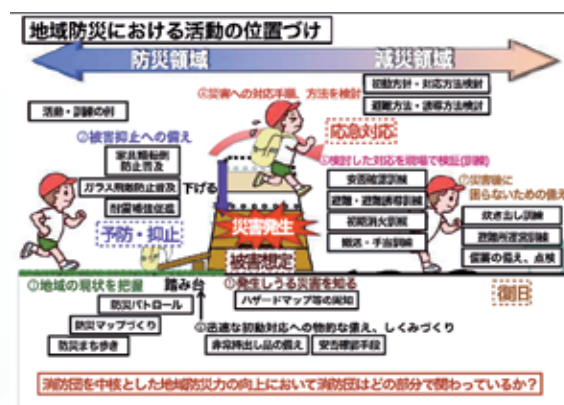 地域防災における活動の位置づけ
防災領域
減災領域
活動・訓練の例
④災害への対応手順、方法を検討
初動方針・対応方法検討
避難方法・誘導方法検討
応急対応
②被害抑止への備え
家具類転倒
防止普及
ガラス飛散防止普及
耐震補強促進
下げる
予防・抑止
⑤検討した対応を現場で検証(訓練)
安否確認訓練
避難・避難誘導訓練
初期消火訓練
搬送・手当訓練
⑦災害後に
困らないための備え
炊き出し訓練
避難所運営訓練
備蓄の備え、点検
災害発生
被害想定
復旧
①地域の現状を把握
防災パトロール
防災マップづくり
防災まち歩き
踏み台
①発生しうる災害を知る
ハザードマップ等の周知
迅速な初動対応への物的な備え、しくみづくり
非常持出し品の備え
安否確認手段
消防団を中核とした地域防災力の向上において消防団はどの部分で関わっているか？